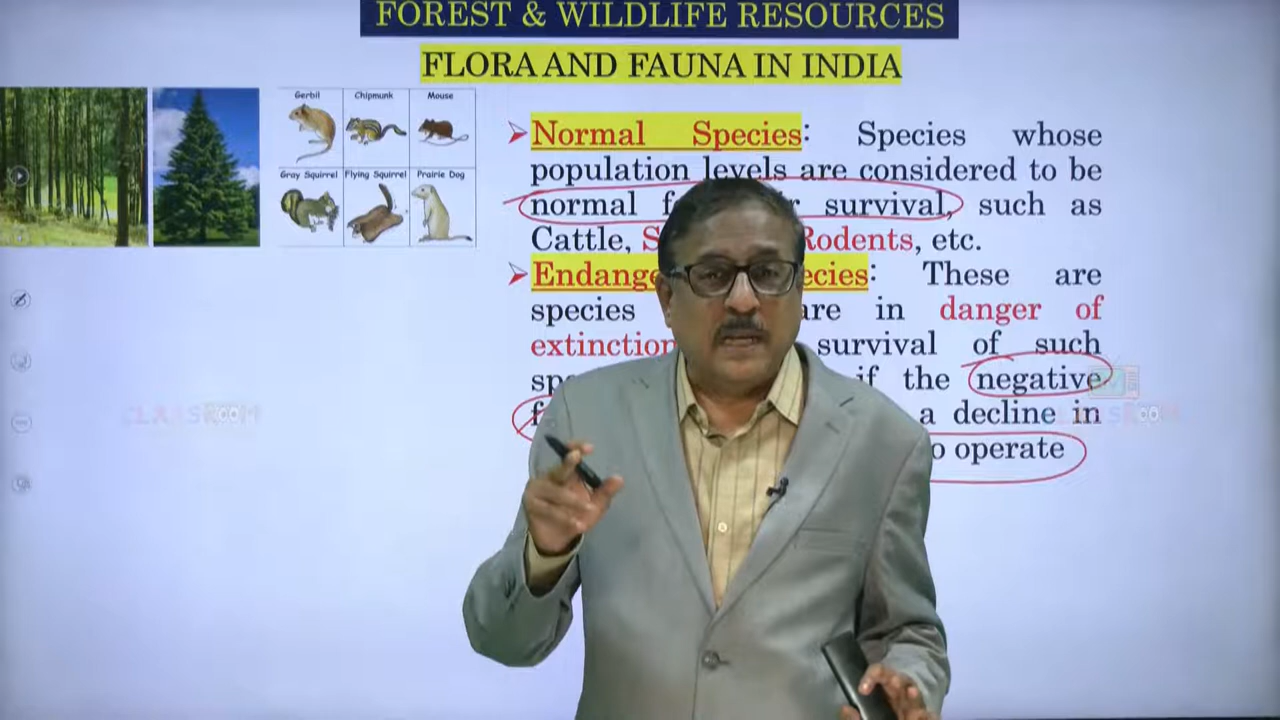 FOREST & WILDLIFE RESOURCES
FLORA AND FAUNA IN INDIA
Gerbil Chipmunk Mouse
Gray Squirrel Flying Squirrel Prairie Dog
➢Normal Species: Species whose
population levels are considered to be
normal survival, such as
Cattle, Rodents, etc.
➢ These are
species are in danger of
survival of such
if the negative
a decline in
operate